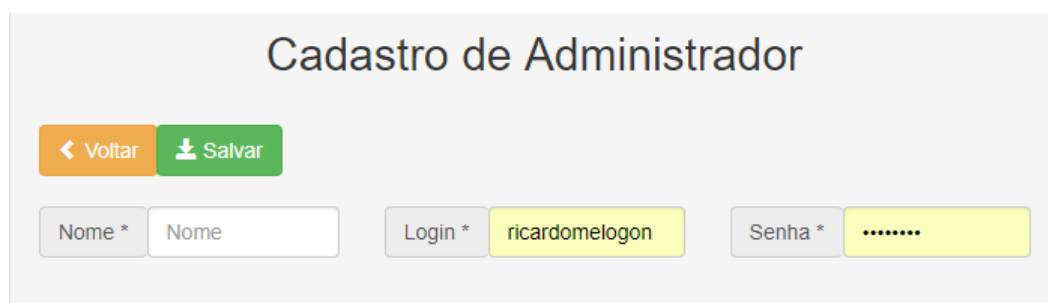 Cadastro de Administrador
Voltar Salvar
Nome * Nome Login * ricardomelogon Senha * ••••••••